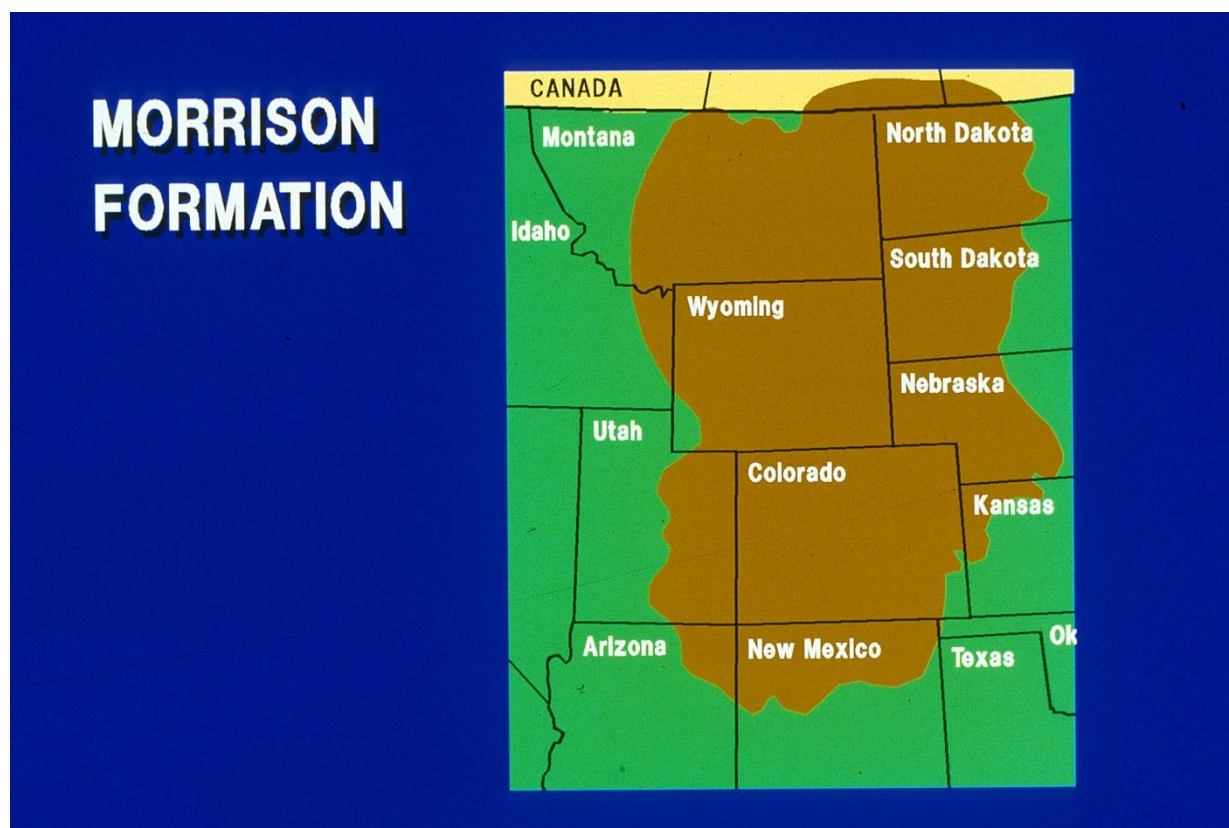 MORRISON
FORMATION
CANADA
Montana
North Dakota
Idaho
South Dakota
Wyoming
Nebraska
Utah
Colorado
Kansas
Arizona
New Mexico
Texas
Ok